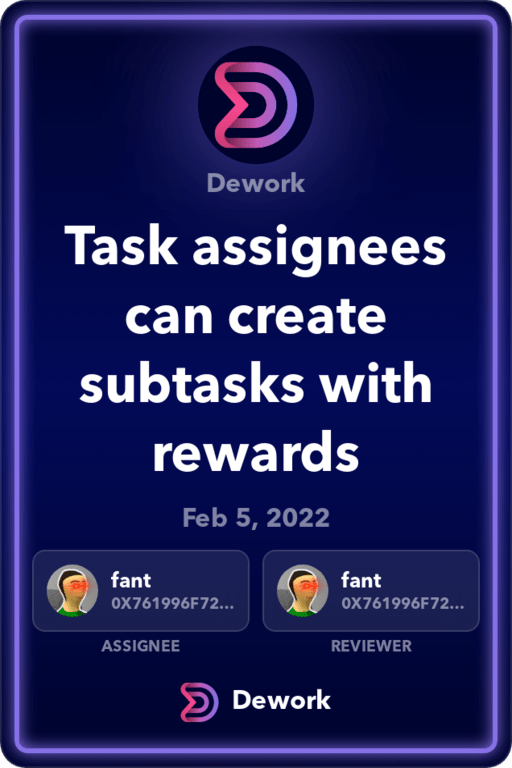 Dework
Task assignees
can create
subtasks with
rewards
Feb 5, 2022
fant
0X761996F72...
ASSIGNEE
fant
0X761996F72...
REVIEWER
Dework